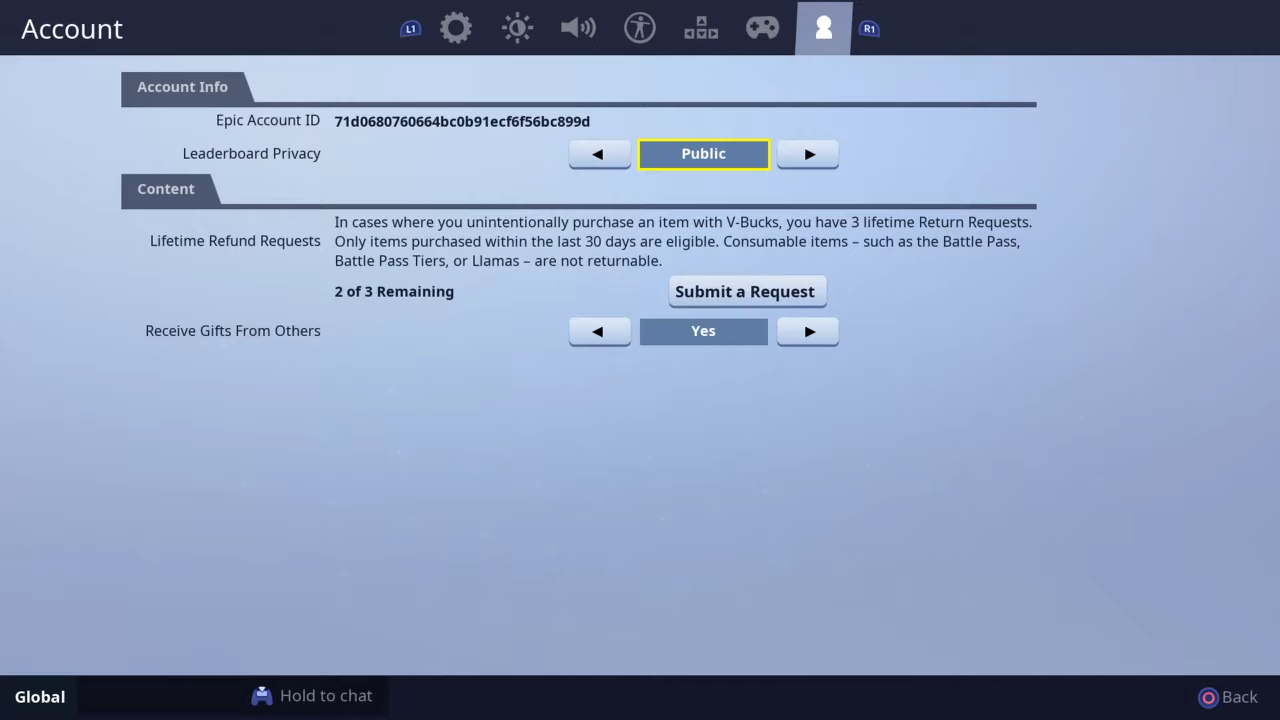 Account
L1
R1
Account Info
Epic Account ID 71d0680760664bc0b91ecf6f56bc899d
Leaderboard Privacy Public
Content
In cases where you unintentionally purchase an item with V-Bucks, you have 3 lifetime Return Requests.
Lifetime Refund Requests Only items purchased within the last 30 days are eligible. Consumable items – such as the Battle Pass,
Battle Pass Tiers, or Llamas – are not returnable.
2 of 3 Remaining Submit a Request
Receive Gifts From Others Yes
Global Hold to chat Back